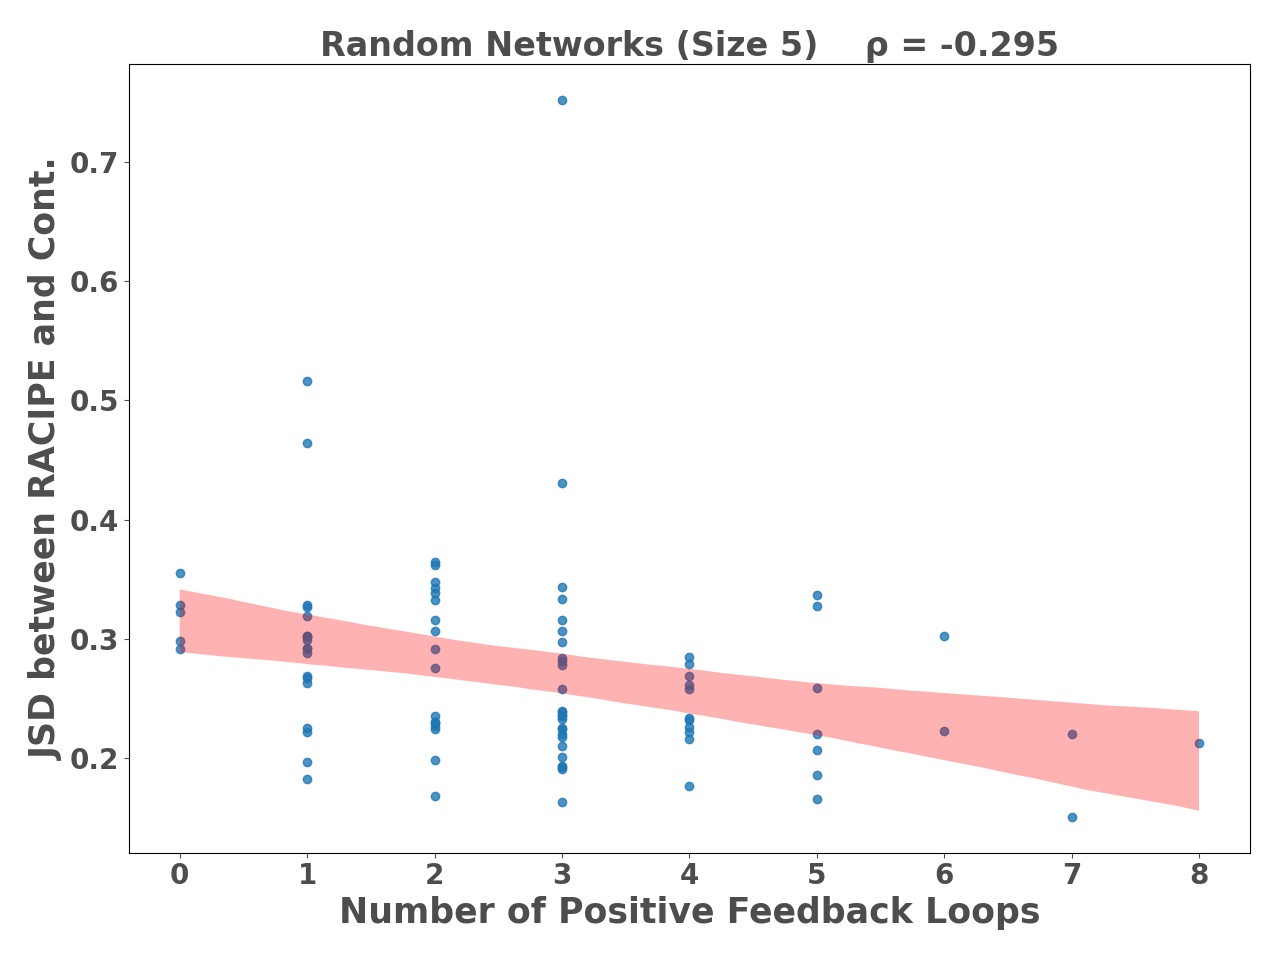 Random Networks (Size 5) ρ = -0.295
JSD between RACIPE and Cont.
0.7
0.6
0.5
0.4
0.3
0.2
0 1 2 3 4 5 6 7 8
Number of Positive Feedback Loops